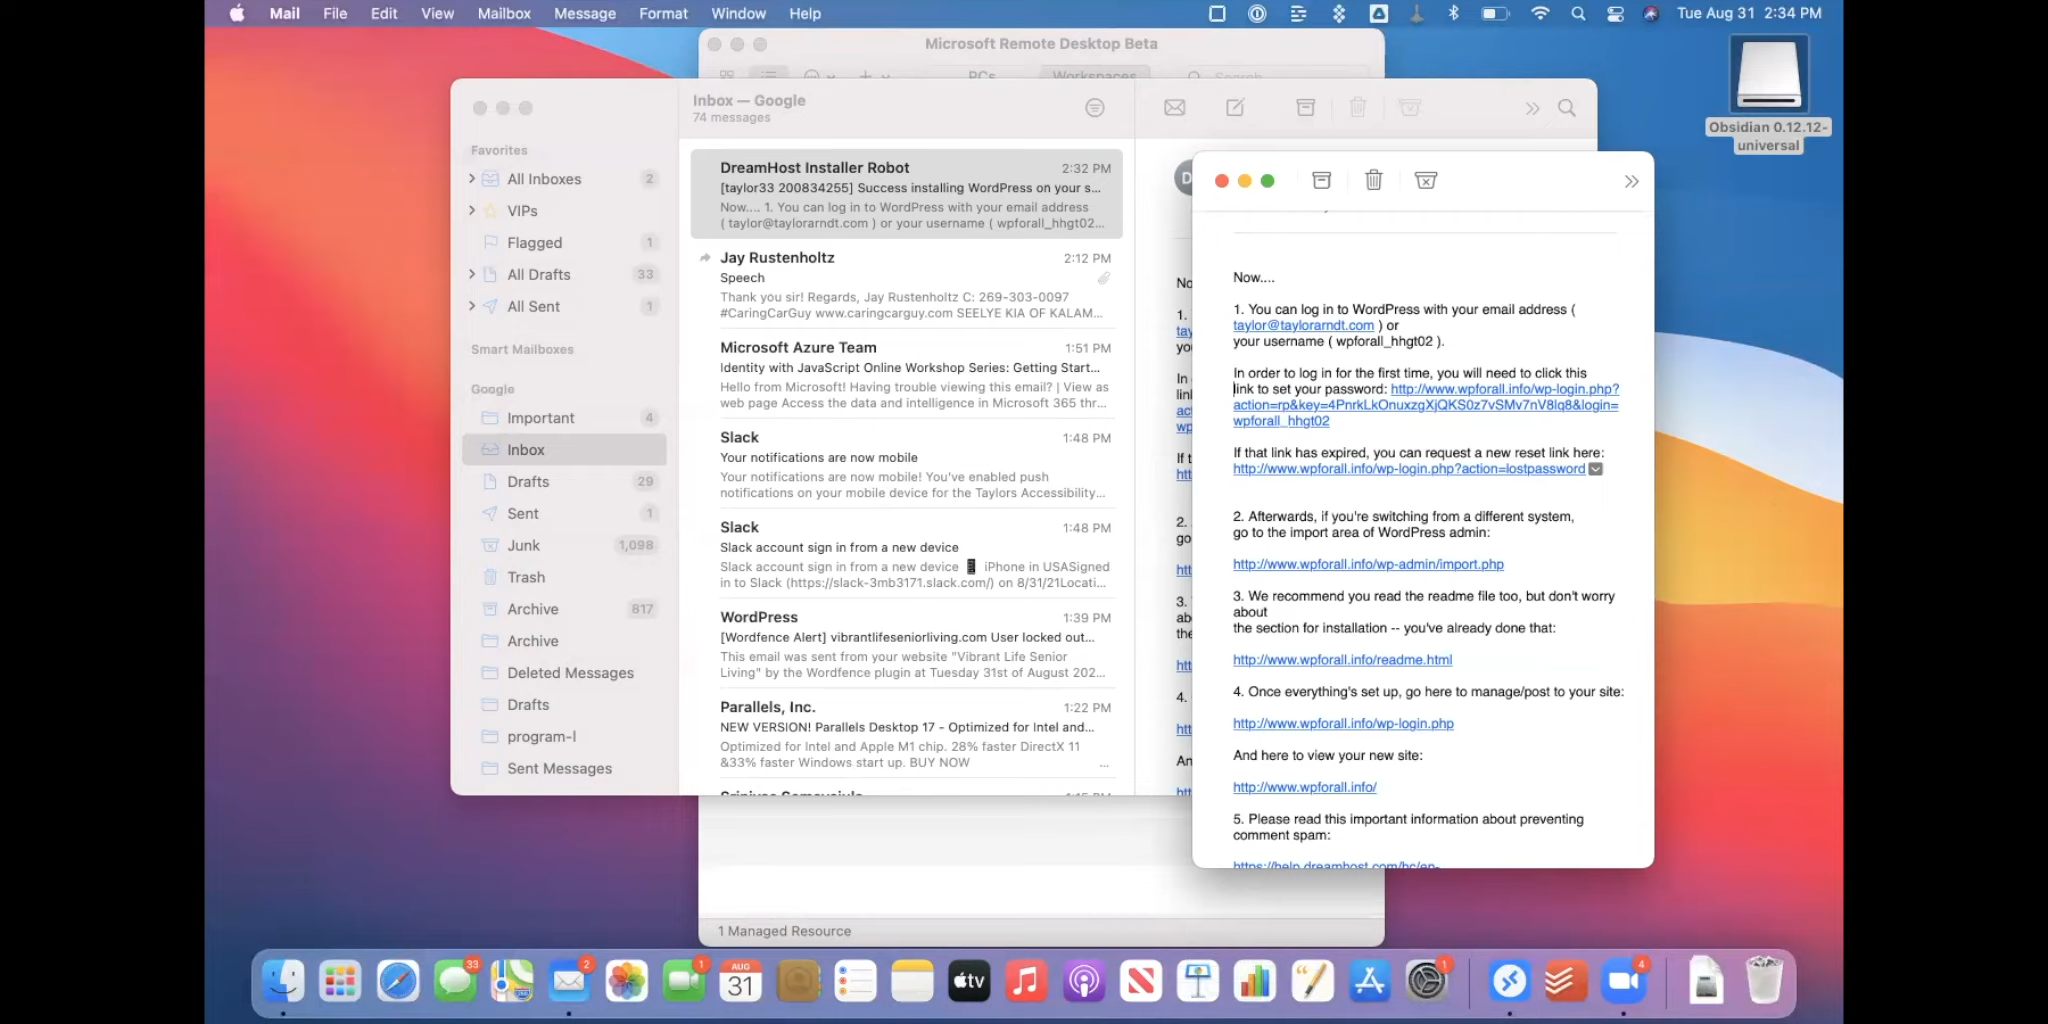 Mail File Edit View Mailbox Message Format Window Help Tue Aug 31 2:34 PM
Microsoft Remote Desktop Beta
PCs Workspaces Search
Obsidian 0.12.12-
universal
Favorites
All Inboxes 2
VIPs
Flagged 1
All Drafts 33
All Sent 1
Smart Mailboxes
Google
Important 4
Inbox
Drafts 29
Sent 1
Junk 1,098
Trash
Archive 817
Archive
Deleted Messages
Drafts
program-l
Sent Messages
Inbox — Google
74 messages
DreamHost Installer Robot 2:32 PM
[taylor33 200834255] Success installing WordPress on your s...
Now.... 1. You can log in to WordPress with your email address
( taylor@taylorarndt.com ) or your username ( wpforall_hhgt02...
Jay Rustenholtz 2:12 PM
Speech
Thank you sir! Regards, Jay Rustenholtz C: 269-303-0097
#CaringCarGuy www.caringcarguy.com SEELYE KIA OF KALAM...
Microsoft Azure Team 1:51 PM
Identity with JavaScript Online Workshop Series: Getting Start...
Hello from Microsoft! Having trouble viewing this email? | View as
web page Access the data and intelligence in Microsoft 365 thr...
Slack 1:48 PM
Your notifications are now mobile
Your notifications are now mobile! You've enabled push
notifications on your mobile device for the Taylors Accessibility...
Slack 1:48 PM
Slack account sign in from a new device
Slack account sign in from a new device iPhone in USASigned
in to Slack (https://slack-3mb3171.slack.com/) on 8/31/21Locati...
WordPress 1:39 PM
[Wordfence Alert] vibrantlifeseniorliving.com User locked out...
This email was sent from your website "Vibrant Life Senior
Living" by the Wordfence plugin at Tuesday 31st of August 202...
Parallels, Inc. 1:22 PM
NEW VERSION! Parallels Desktop 17 - Optimized for Intel and...
Optimized for Intel and Apple M1 chip. 28% faster DirectX 11
&33% faster Windows start up. BUY NOW
...
D
Now....
1. You can log in to WordPress with your email address (
taylor@taylorarndt.com ) or
your username ( wpforall_hhgt02 ).
In order to log in for the first time, you will need to click this
link to set your password: http://www.wpforall.info/wp-login.php?
action=rp&key=4PnrkLkOnuxzgXjQKS0z7vSMv7nV8lq8&login=
wpforall_hhgt02
If that link has expired, you can request a new reset link here:
http://www.wpforall.info/wp-login.php?action=lostpassword
2. Afterwards, if you're switching from a different system,
go to the import area of WordPress admin:
http://www.wpforall.info/wp-admin/import.php
3. We recommend you read the readme file too, but don't worry
about
the section for installation -- you've already done that:
http://www.wpforall.info/readme.html
4. Once everything's set up, go here to manage/post to your site:
http://www.wpforall.info/wp-login.php
And here to view your new site:
http://www.wpforall.info/
5. Please read this important information about preventing
comment spam:
https://help.dreamhost.com/hc/en-
1 Managed Resource
33 2 1 AUG 31 tv 1 4